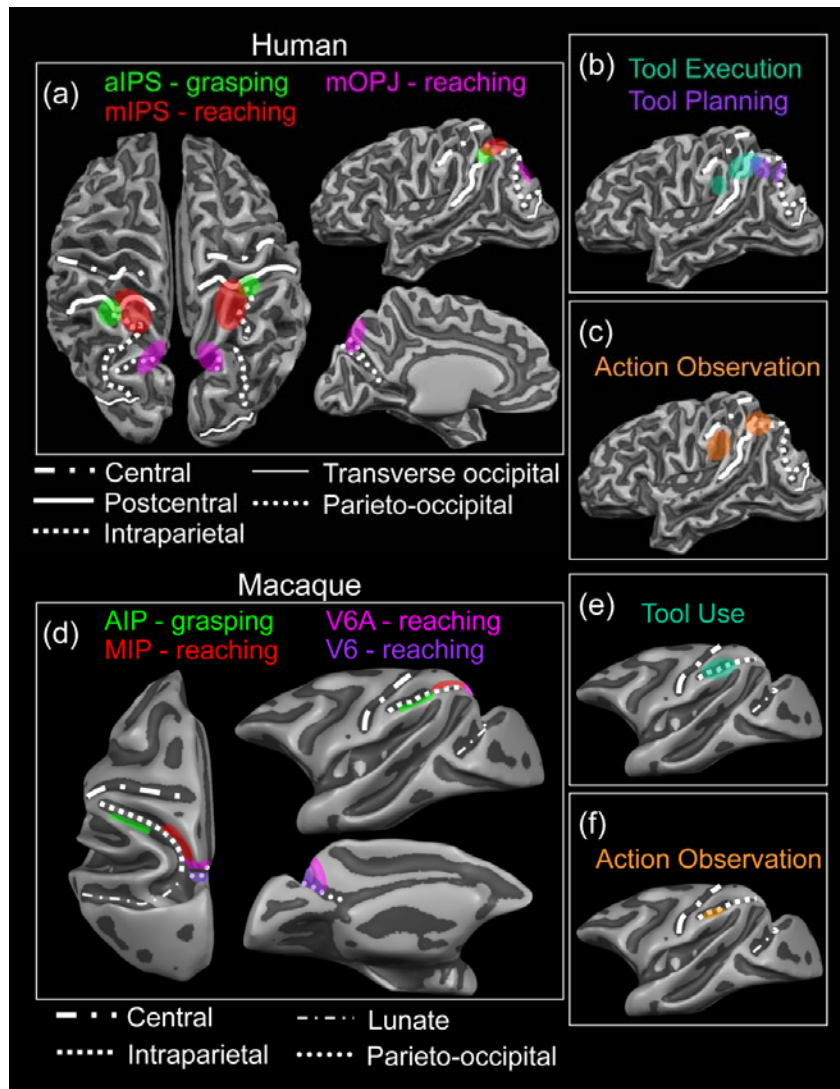 Human
(a)
aIPS - grasping
mOPJ - reaching
mIPS - reaching
Central
Transverse occipital
Postcentral
Parieto-occipital
Intraparietal
(b)
Tool Execution
Tool Planning
(c)
Action Observation
Macaque
(d)
AIP - grasping
V6A - reaching
MIP - reaching
V6 - reaching
Central
Lunate
Intraparietal
Parieto-occipital
(e)
Tool Use
(f)
Action Observation